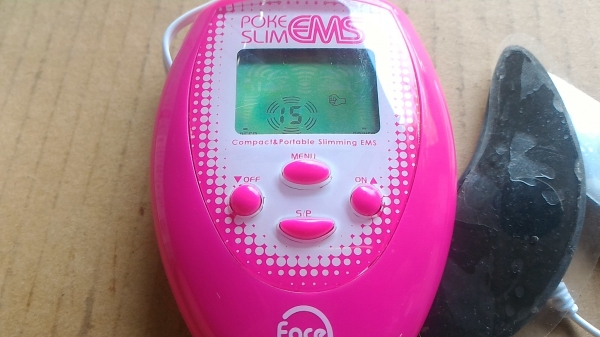 POKE
SLIM EMS
15
Compact&Portable Slimming EMS
MENU
▼OFF
ON▲
S/P
Face